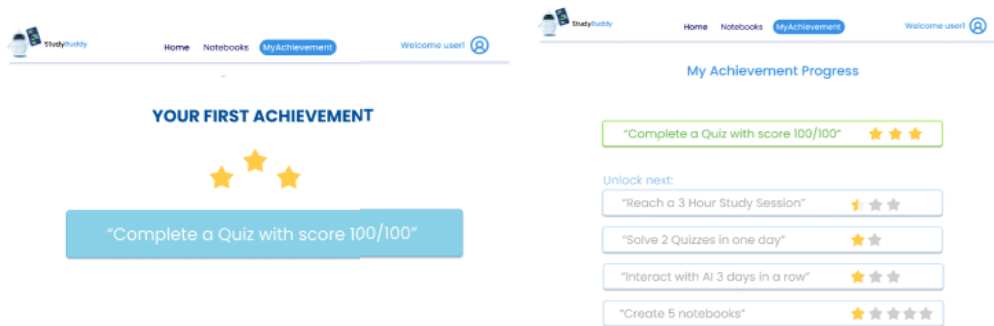 StudyBuddy
Home Notebooks MyAchievement
Welcome user!
YOUR FIRST ACHIEVEMENT
“Complete a Quiz with score 100/100”
StudyBuddy
Home Notebooks MyAchievement
Welcome user!
My Achievement Progress
“Complete a Quiz with score 100/100”
Unlock next:
“Reach a 3 Hour Study Session”
“Solve 2 Quizzes in one day”
“Interact with AI 3 days in a row”
“Create 5 notebooks”